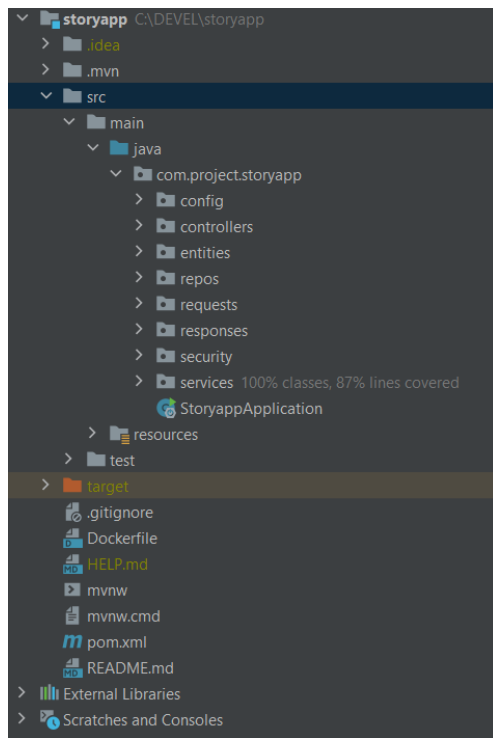 storyapp C:\DEVEL\storyapp
.idea
.mvn
src
main
java
com.project.storyapp
config
controllers
entities
repos
requests
responses
security
services 100% classes, 87% lines covered
StoryappApplication
resources
test
target
.gitignore
Dockerfile
HELP.md
mvnw
mvnw.cmd
pom.xml
README.md
External Libraries
Scratches and Consoles